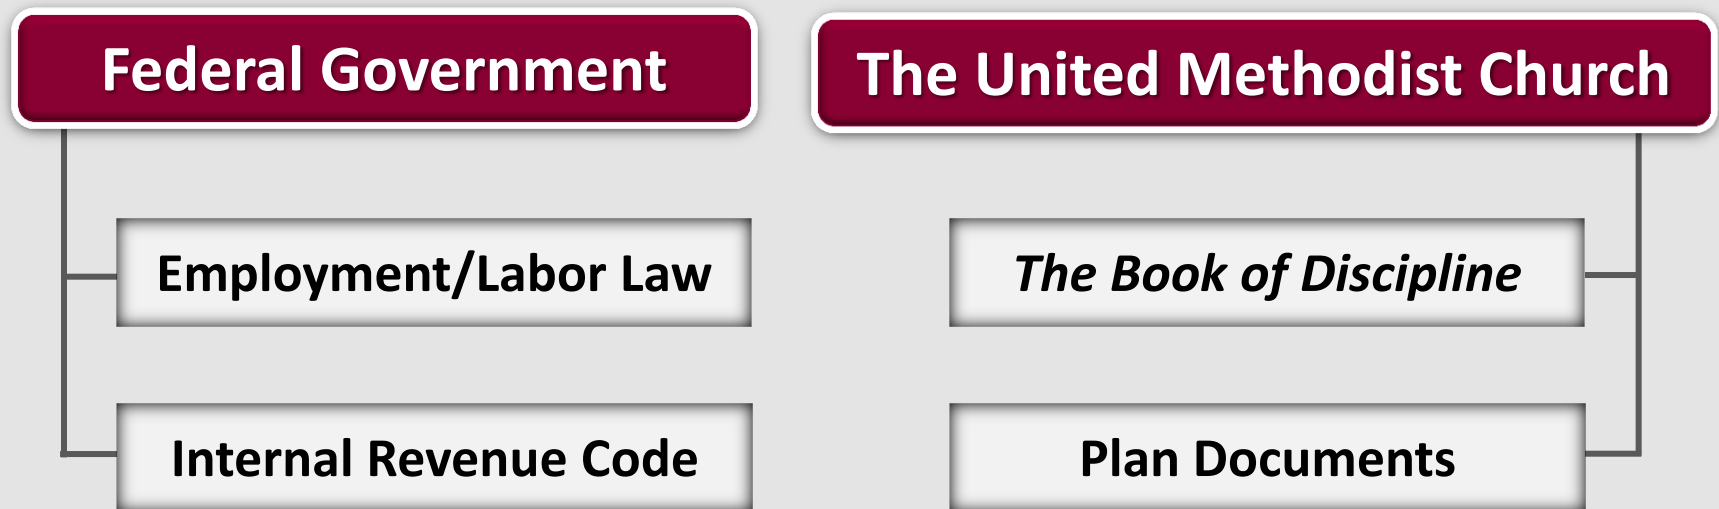 Federal Government
The United Methodist Church
Employment/Labor Law
The Book of Discipline
Internal Revenue Code
Plan Documents